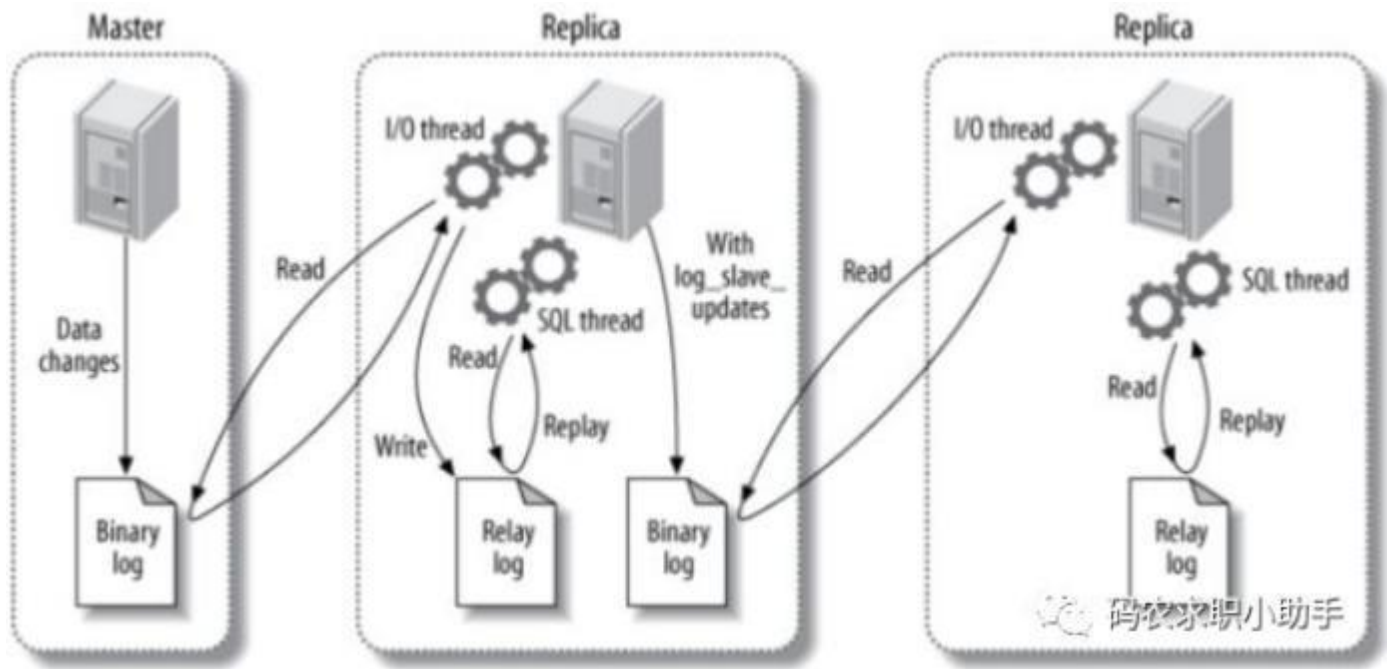 Master
Replica
Replica
I/O thread
I/O thread
Read
With
log_slave_
updates
Read
SQL thread
SQL thread
Data
changes
Read
Read
Replay
Replay
Write
Binary
log
Relay
log
Binary
log
Relay
log
码农求职小助手